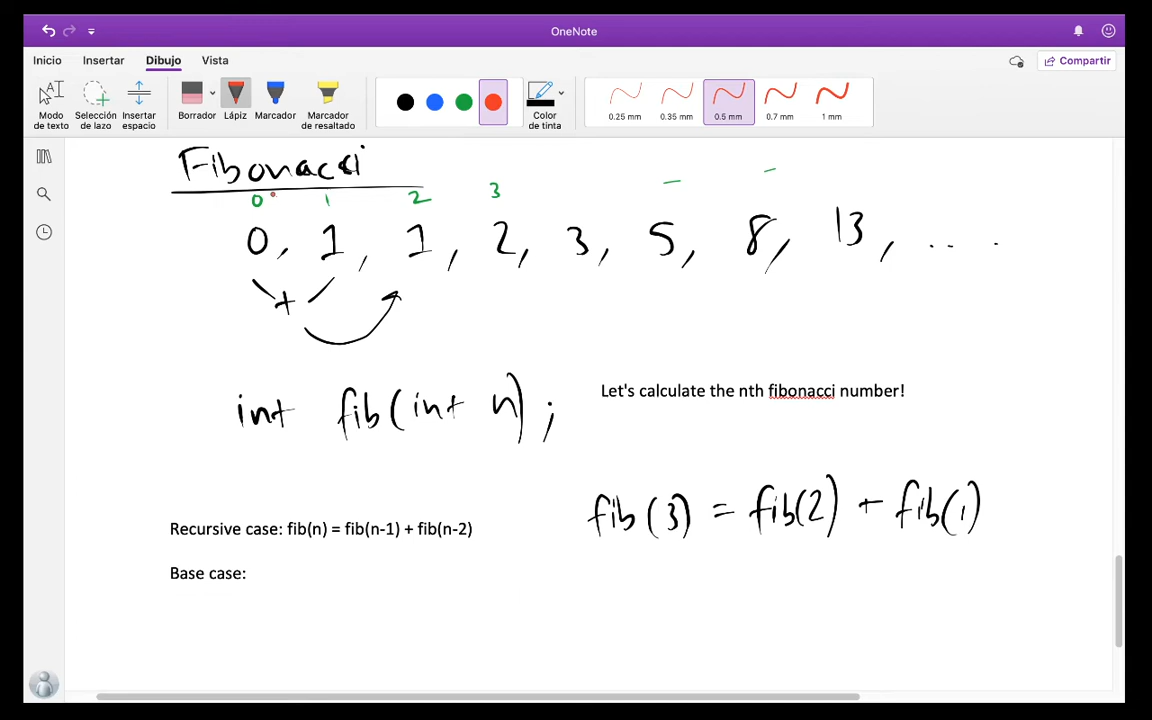 OneNote
Inicio Insertar Dibujo Vista Compartir
Modo de texto Selección de lazo Insertar espacio Borrador Lápiz Marcador Marcador de resaltado Color de tinta 0.25 mm 0.35 mm 0.5 mm 0.7 mm 1 mm
Fibonacci
0 1 2 3
0, 1, 1, 2, 3, 5, 8, 13, ....
+
int fib(int n);
Let's calculate the nth fibonacci number!
fib(3) = fib(2) + fib(1)
Recursive case: fib(n) = fib(n-1) + fib(n-2)
Base case: